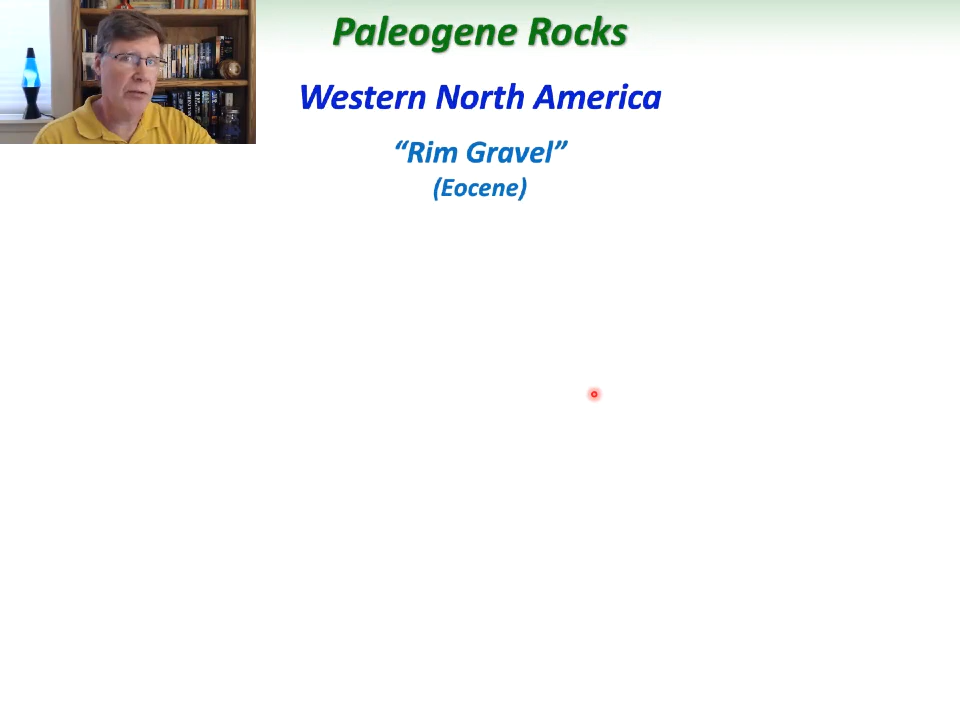 Paleogene Rocks
Western North America
“Rim Gravel”
(Eocene)